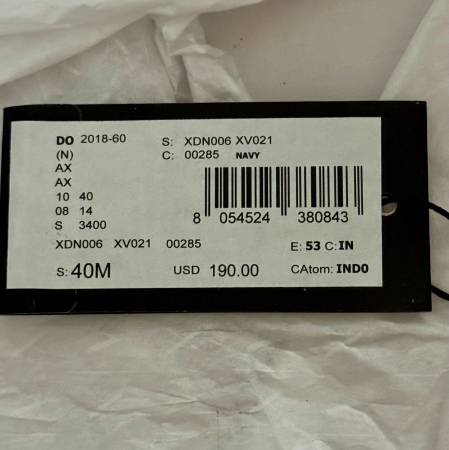 DO 2018-60 S: XDN006 XV021
(N) C: 00285 NAVY
AX
AX
10 40
08 14
S 3400
8 054524 380843
XDN006 XV021 00285 E: 53 C: IN
S: 40M USD 190.00 CAtom: IND0